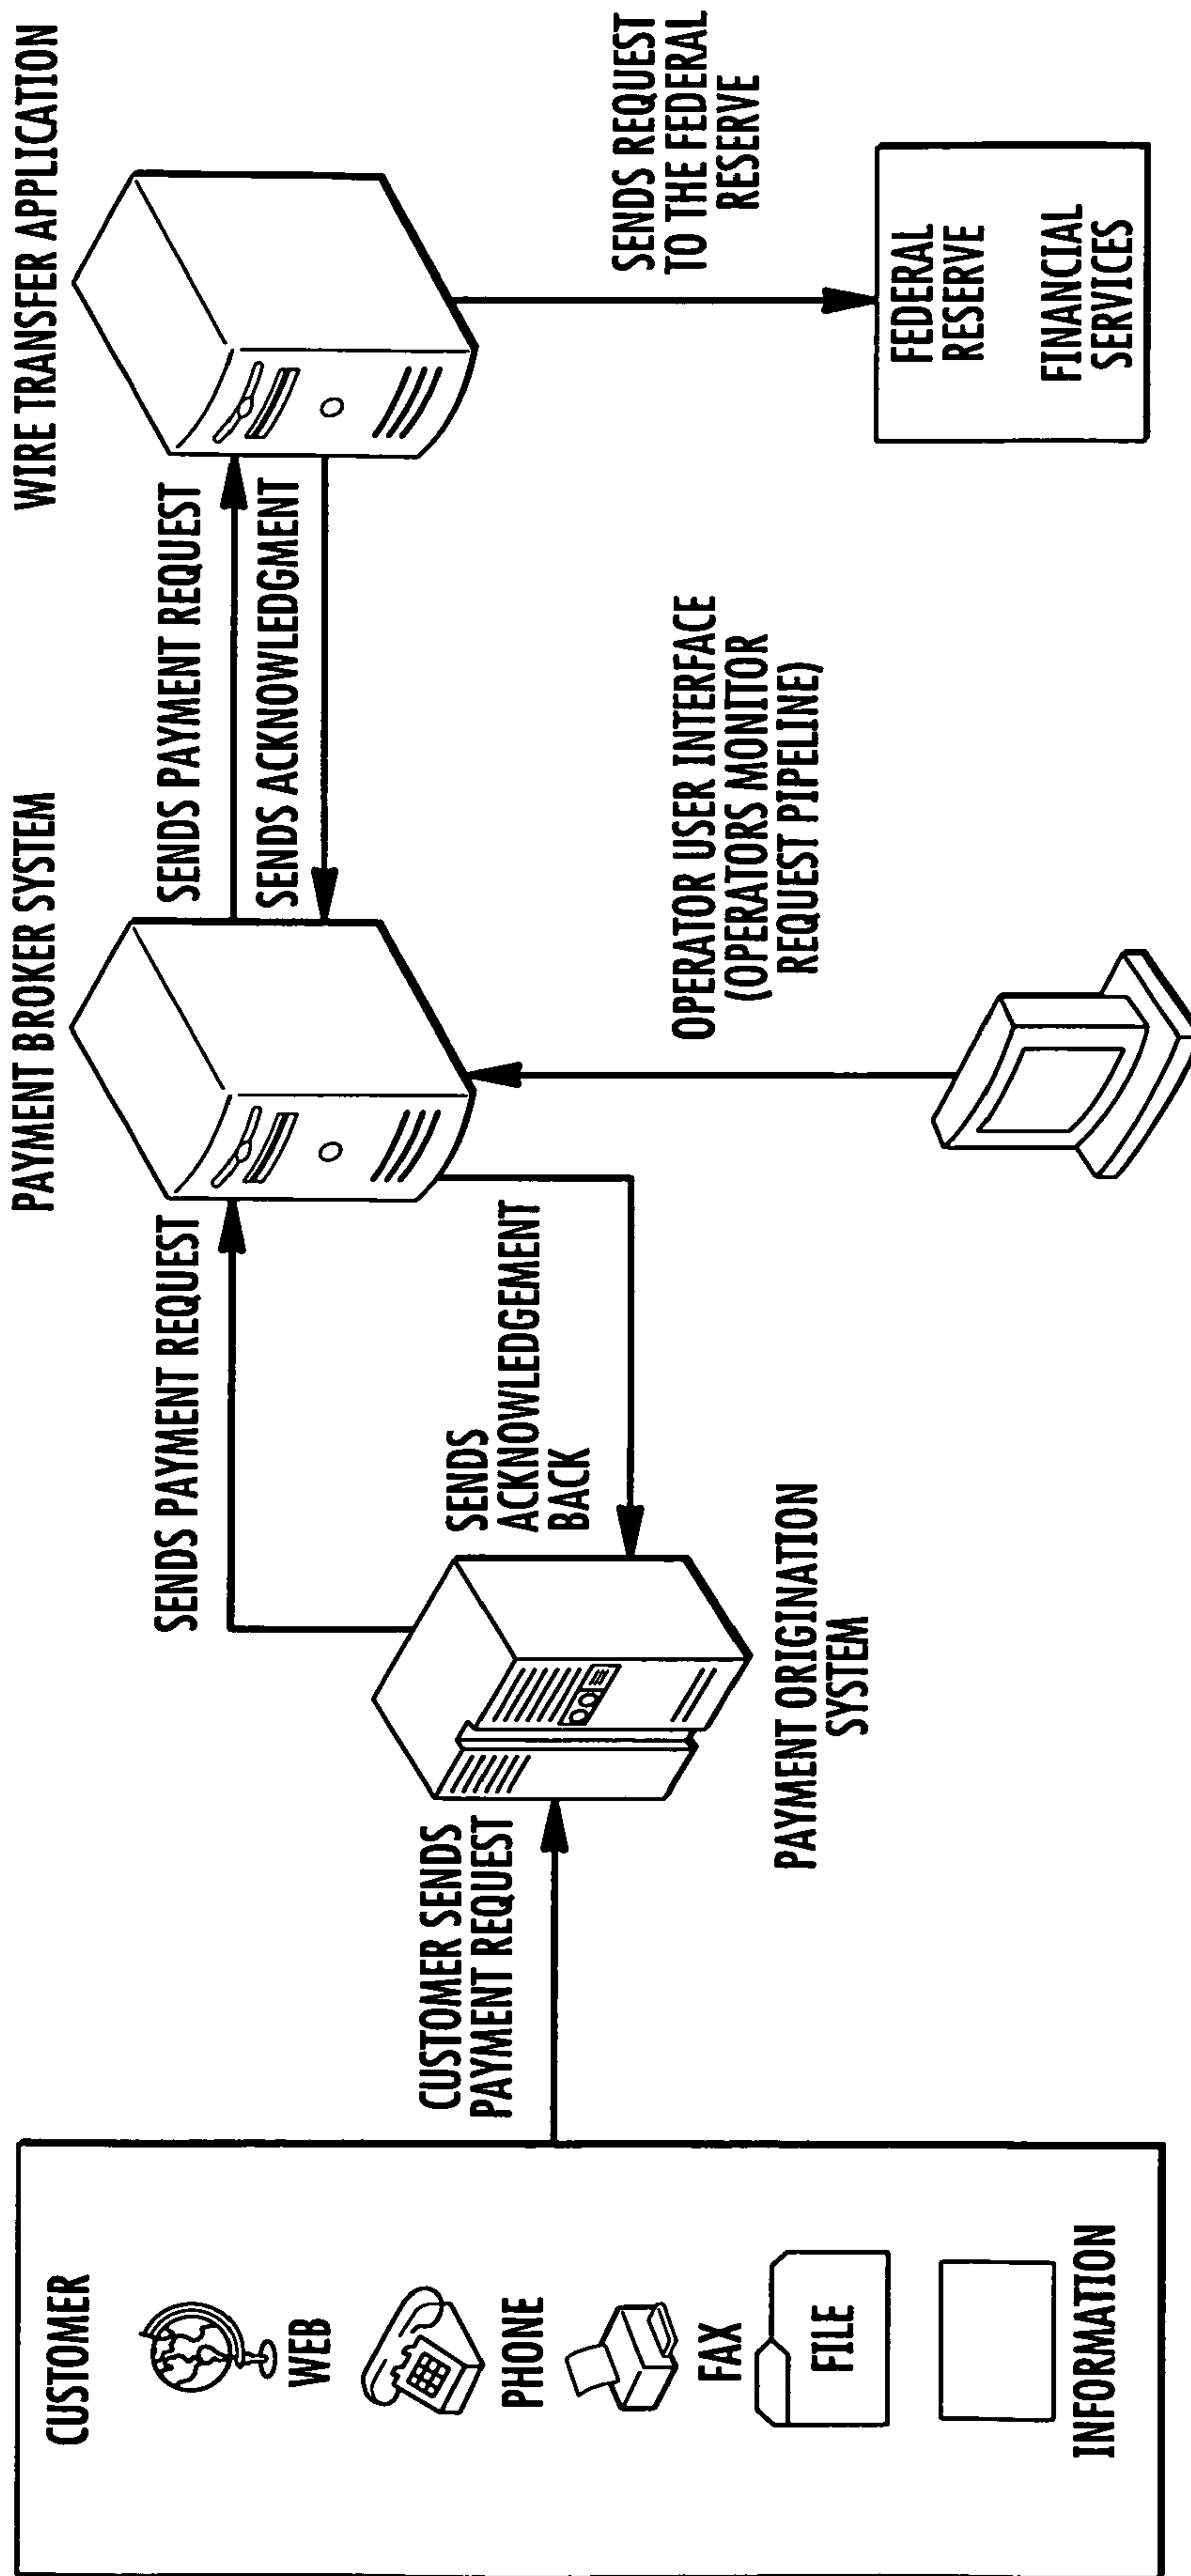 CUSTOMER
WEB
PHONE
FAX
FILE
INFORMATION
CUSTOMER SENDS
PAYMENT REQUEST
PAYMENT ORIGINATION
SYSTEM
SENDS PAYMENT REQUEST
SENDS
ACKNOWLEDGEMENT
BACK
PAYMENT BROKER SYSTEM
OPERATOR USER INTERFACE
(OPERATORS MONITOR
REQUEST PIPELINE)
SENDS PAYMENT REQUEST
SENDS ACKNOWLEDGMENT
WIRE TRANSFER APPLICATION
SENDS REQUEST
TO THE FEDERAL
RESERVE
FEDERAL
RESERVE
FINANCIAL
SERVICES